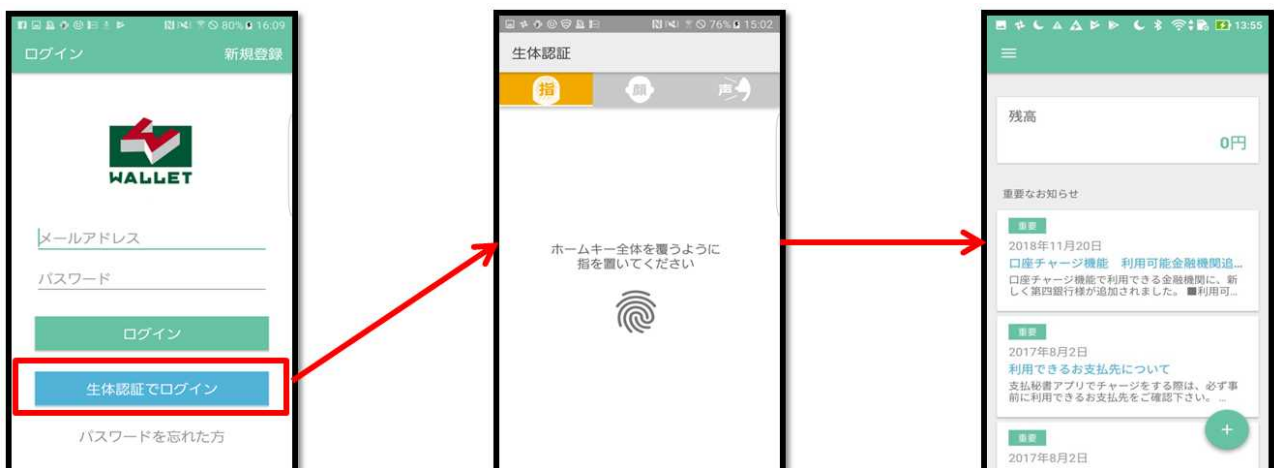 80% 16:09
ログイン
新規登録
WALLET
メールアドレス
パスワード
ログイン
生体認証でログイン
パスワードを忘れた方
76% 15:02
生体認証
指
顔
声
ホームキー全体を覆うように
指を置いてください
13:55
残高
0円
重要なお知らせ
重要
2018年11月20日
口座チャージ機能 利用可能金融機関追...
口座チャージ機能で利用できる金融機関に、新
しく第四銀行様が追加されました。 ■利用可...
重要
2017年8月2日
利用できるお支払先について
支払秘書アプリでチャージをする際は、必ず事
前に利用できるお支払先をご確認下さい。 ...
+
重要
2017年8月2日